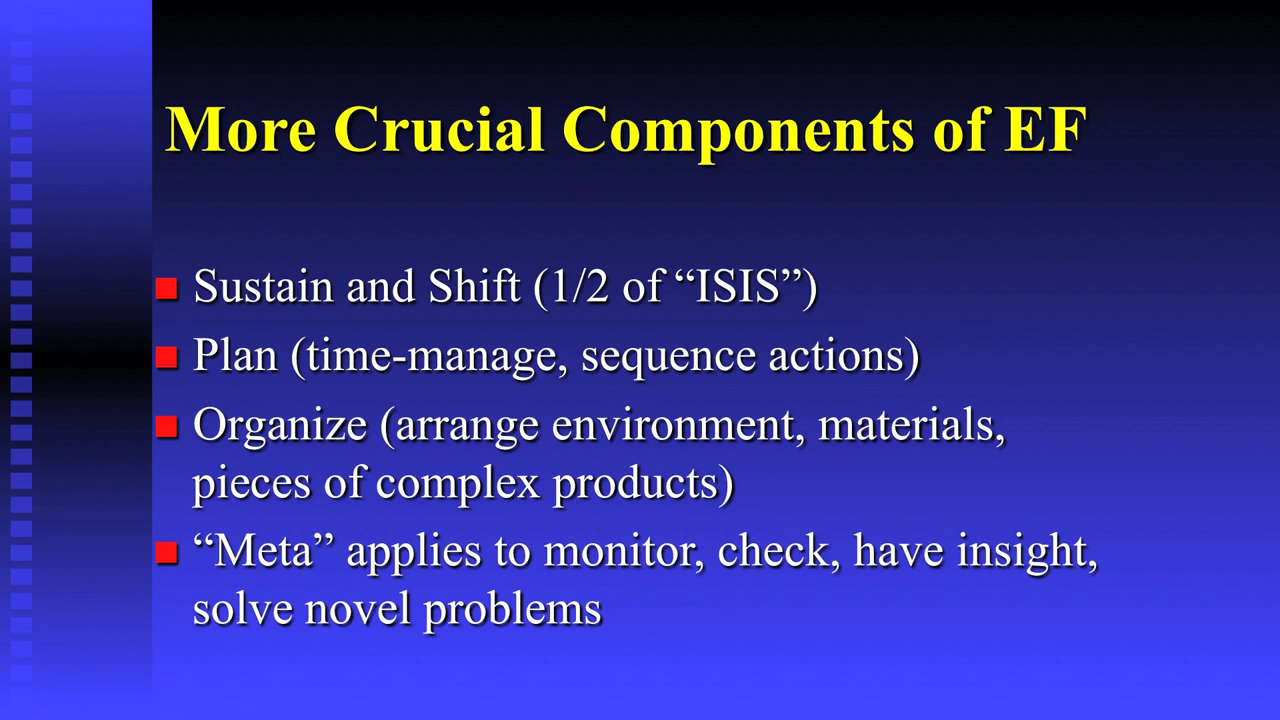 More Crucial Components of EF
Sustain and Shift (1/2 of “ISIS”)
Plan (time-manage, sequence actions)
Organize (arrange environment, materials,
pieces of complex products)
“Meta” applies to monitor, check, have insight,
solve novel problems